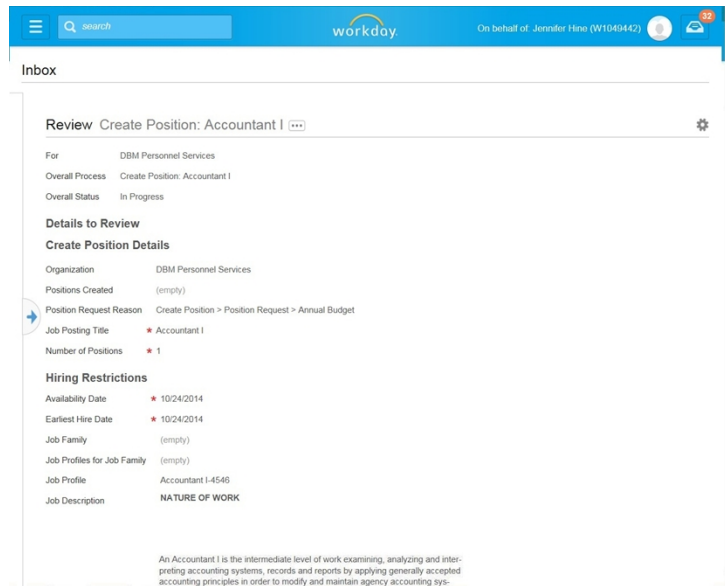 search
workday.
On behalf of: Jennifer Hine (W1049442)
32
Inbox
Review Create Position: Accountant I
For DBM Personnel Services
Overall Process Create Position: Accountant I
Overall Status In Progress
Details to Review
Create Position Details
Organization DBM Personnel Services
Positions Created (empty)
Position Request Reason Create Position > Position Request > Annual Budget
Job Posting Title * Accountant I
Number of Positions * 1
Hiring Restrictions
Availability Date * 10/24/2014
Earliest Hire Date * 10/24/2014
Job Family (empty)
Job Profiles for Job Family (empty)
Job Profile Accountant I-4546
Job Description NATURE OF WORK
An Accountant I is the intermediate level of work examining, analyzing and inter-
preting accounting systems, records and reports by applying generally accepted
accounting principles in order to modify and maintain agency accounting sys-